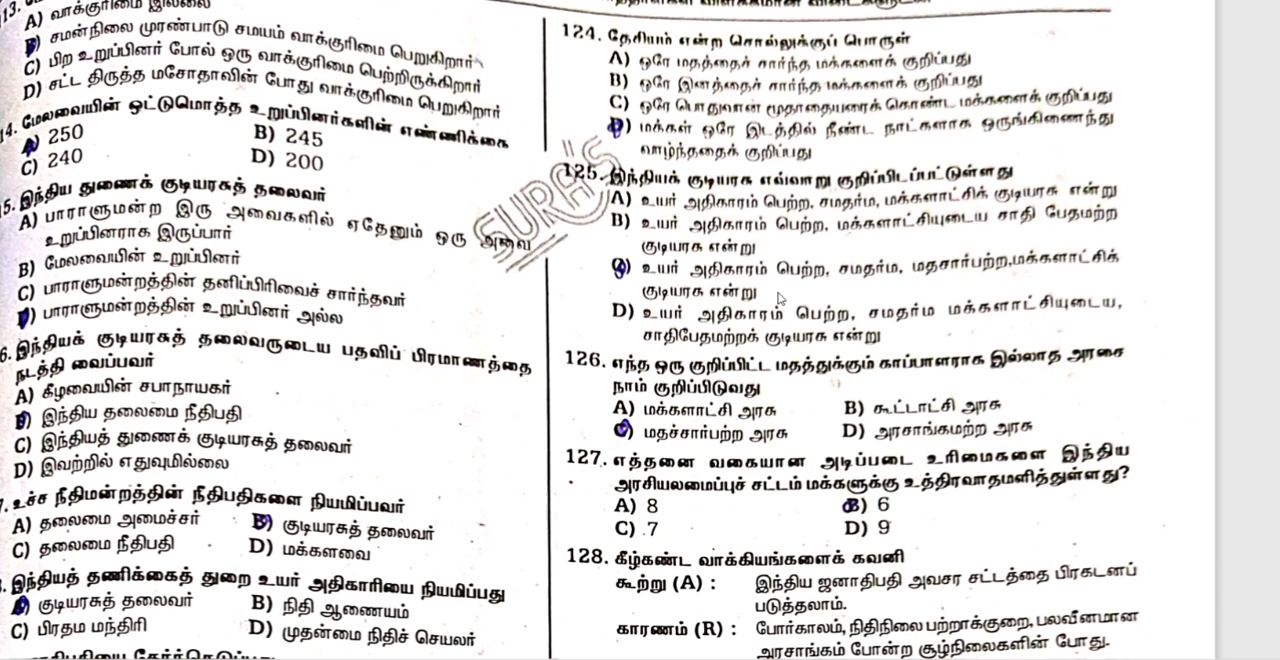 13.
A) வாக்குரிமை இல்லை
B) சமன்நிலை முரண்பாடு சமயம் வாக்குரிமை பெறுகிறார்
C) பிற உறுப்பினர் போல் ஒரு வாக்குரிமை பெற்றிருக்கிறார்
D) சட்ட திருத்த மசோதாவின் போது வாக்குரிமை பெறுகிறார்
14. மேலவையின் ஒட்டுமொத்த உறுப்பினர்களின் எண்ணிக்கை
A) 250 B) 245
C) 240 D) 200
5. இந்திய துணைக் குடியரசுத் தலைவர்
A) பாராளுமன்ற இரு அவைகளில் ஏதேனும் ஒரு அவை
உறுப்பினராக இருப்பார்
B) மேலவையின் உறுப்பினர்
C) பாராளுமன்றத்தின் தனிப்பிரிவைச் சார்ந்தவர்
D) பாராளுமன்றத்தின் உறுப்பினர் அல்ல
6. இந்தியக் குடியரசுத் தலைவருடைய பதவிப் பிரமாணத்தை
நடத்தி வைப்பவர்
A) கீழவையின் சபாநாயகர்
B) இந்திய தலைமை நீதிபதி
C) இந்தியத் துணைக் குடியரசுத் தலைவர்
D) இவற்றில் எதுவுமில்லை
7. உச்ச நீதிமன்றத்தின் நீதிபதிகளை நியமிப்பவர்
A) தலைமை அமைச்சர் B) குடியரசுத் தலைவர்
C) தலைமை நீதிபதி D) மக்களவை
. இந்தியத் தணிக்கைத் துறை உயர் அதிகாரியை நியமிப்பது
A) குடியரசுத் தலைவர் B) நிதி ஆணையம்
C) பிரதம மந்திரி D) முதன்மை நிதிச் செயலர்
SURA'S
124. தேசியம் என்ற சொல்லுக்குப் பொருள்
A) ஒரே மதத்தைச் சார்ந்த மக்களைக் குறிப்பது
B) ஒரே இனத்தைச் சார்ந்த மக்களைக் குறிப்பது
C) ஒரே பொதுவான மூதாதையரைக் கொண்ட மக்களைக் குறிப்பது
D) மக்கள் ஒரே இடத்தில் நீண்ட நாட்களாக ஒருங்கிணைந்து
வாழ்ந்ததைக் குறிப்பது
125. இந்தியக் குடியரசு எவ்வாறு குறிப்பிடப்பட்டுள்ளது
A) உயர் அதிகாரம் பெற்ற, சமதர்ம, மக்களாட்சிக் குடியரசு என்று
B) உயர் அதிகாரம் பெற்ற, மக்களாட்சியுடைய சாதி பேதமற்ற
குடியரசு என்று
C) உயர் அதிகாரம் பெற்ற, சமதர்ம, மதசார்பற்ற,மக்களாட்சிக்
குடியரசு என்று
D) உயர் அதிகாரம் பெற்ற, சமதர்ம மக்களாட்சியுடைய,
சாதிபேதமற்றக் குடியரசு என்று
126. எந்த ஒரு குறிப்பிட்ட மதத்துக்கும் காப்பாளராக இல்லாத அரசை
நாம் குறிப்பிடுவது
A) மக்களாட்சி அரசு B) கூட்டாட்சி அரசு
C) மதச்சார்பற்ற அரசு D) அரசாங்கமற்ற அரசு
127. எத்தனை வகையான அடிப்படை உரிமைகளை இந்திய
அரசியலமைப்புச் சட்டம் மக்களுக்கு உத்திரவாதமளித்துள்ளது?
A) 8 B) 6
C) 7 D) 9
128. கீழ்கண்ட வாக்கியங்களைக் கவனி
கூற்று (A) : இந்திய ஜனாதிபதி அவசர சட்டத்தை பிரகடனப்
படுத்தலாம்.
காரணம் (R) : போர்காலம், நிதிநிலை பற்றாக்குறை, பலவீனமான
அரசாங்கம் போன்ற சூழ்நிலைகளின் போது.